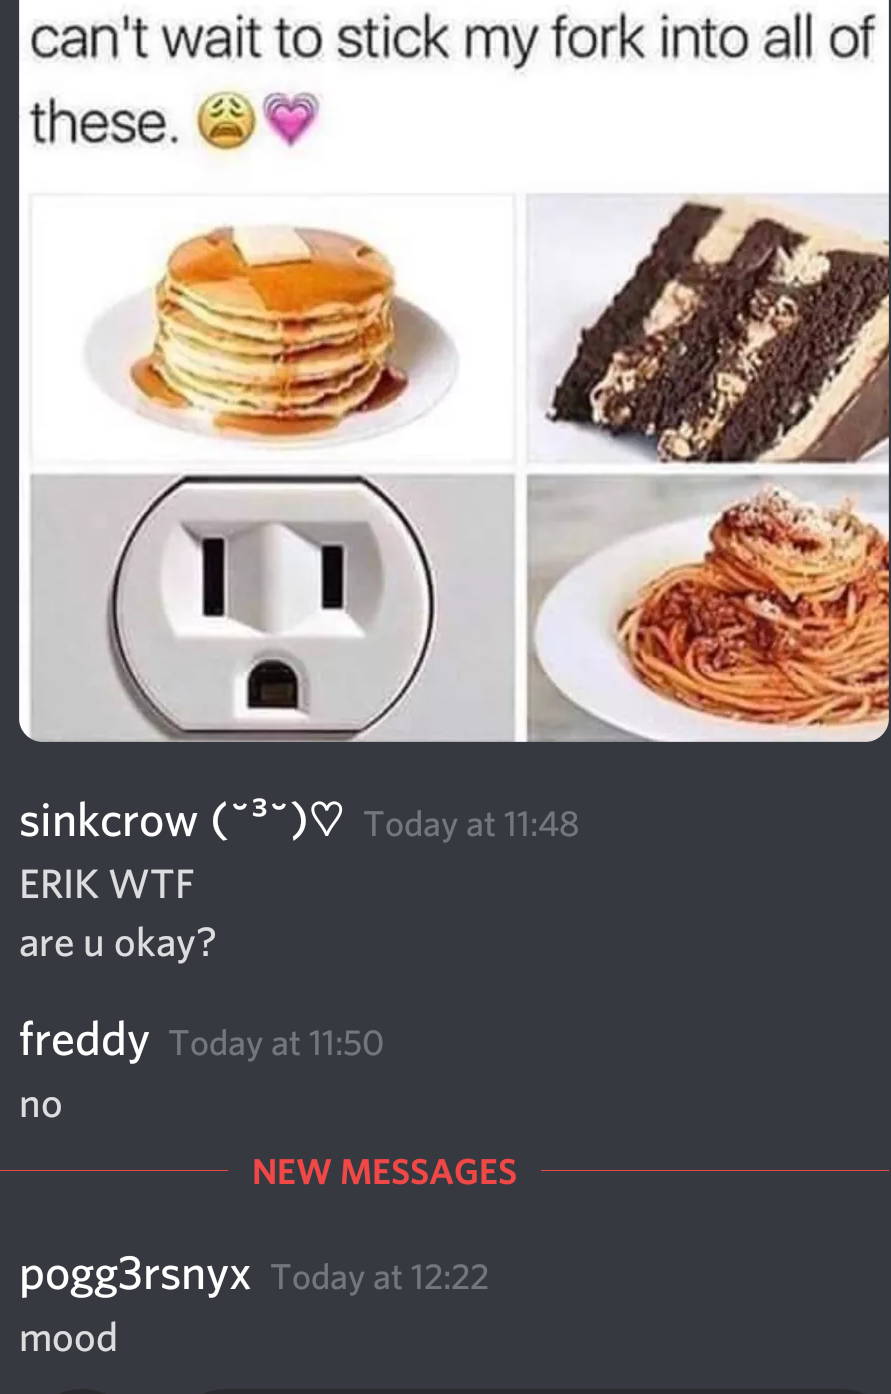 can't wait to stick my fork into all of
these. 😩💗
sinkcrow (˘³˘)♡ Today at 11:48
ERIK WTF
are u okay?
freddy Today at 11:50
no
NEW MESSAGES
pogg3rsnyx Today at 12:22
mood